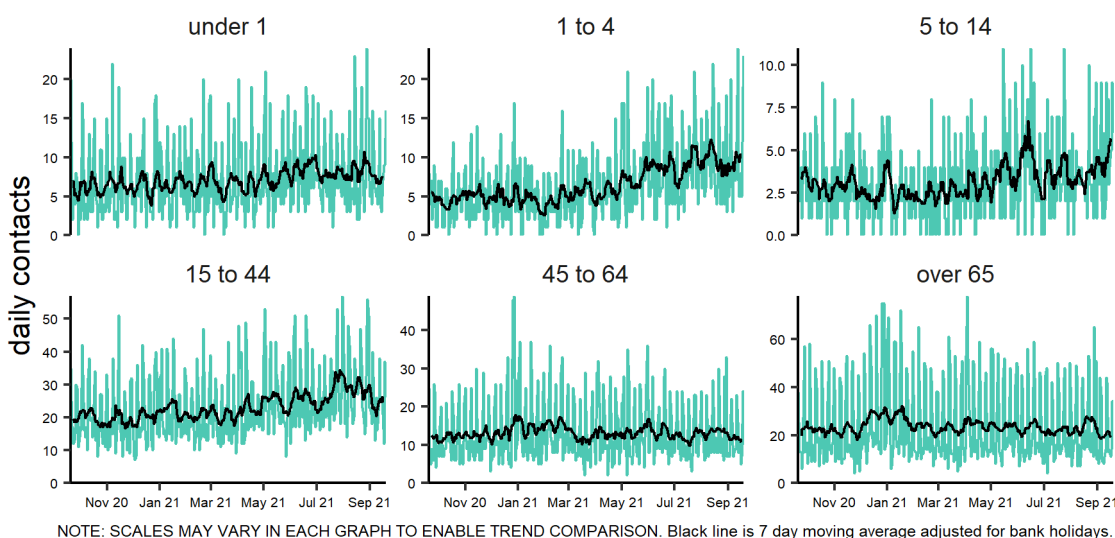 under 1
1 to 4
5 to 14
20
15
10
5
0
20
15
10
5
0
10.0
7.5
5.0
2.5
0.0
daily contacts
15 to 44
45 to 64
over 65
50
40
30
20
10
0
40
30
20
10
0
60
40
20
0
Nov 20 Jan 21 Mar 21 May 21 Jul 21 Sep 21
Nov 20 Jan 21 Mar 21 May 21 Jul 21 Sep 21
Nov 20 Jan 21 Mar 21 May 21 Jul 21 Sep 21
NOTE: SCALES MAY VARY IN EACH GRAPH TO ENABLE TREND COMPARISON. Black line is 7 day moving average adjusted for bank holidays.